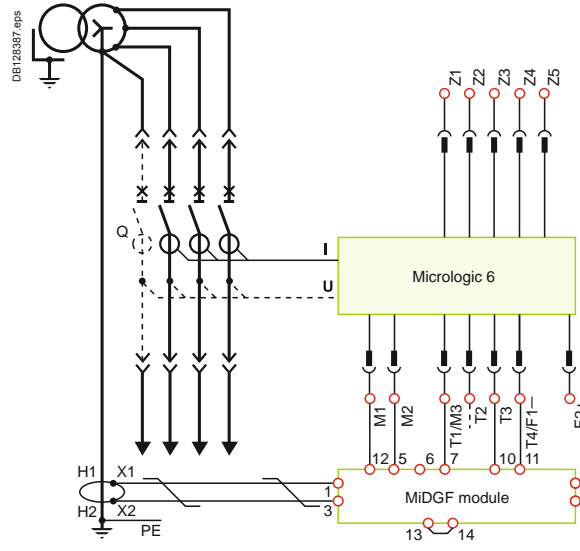 DB128387.eps
Z1
Z2
Z3
Z4
Z5
Q
I
U
Micrologic 6
M1
M2
T1/M3
T2
T3
T4/F1–
12
5
6
7
10
11
H1
X1
1
MiDGF module
H2
X2
3
PE
13
14